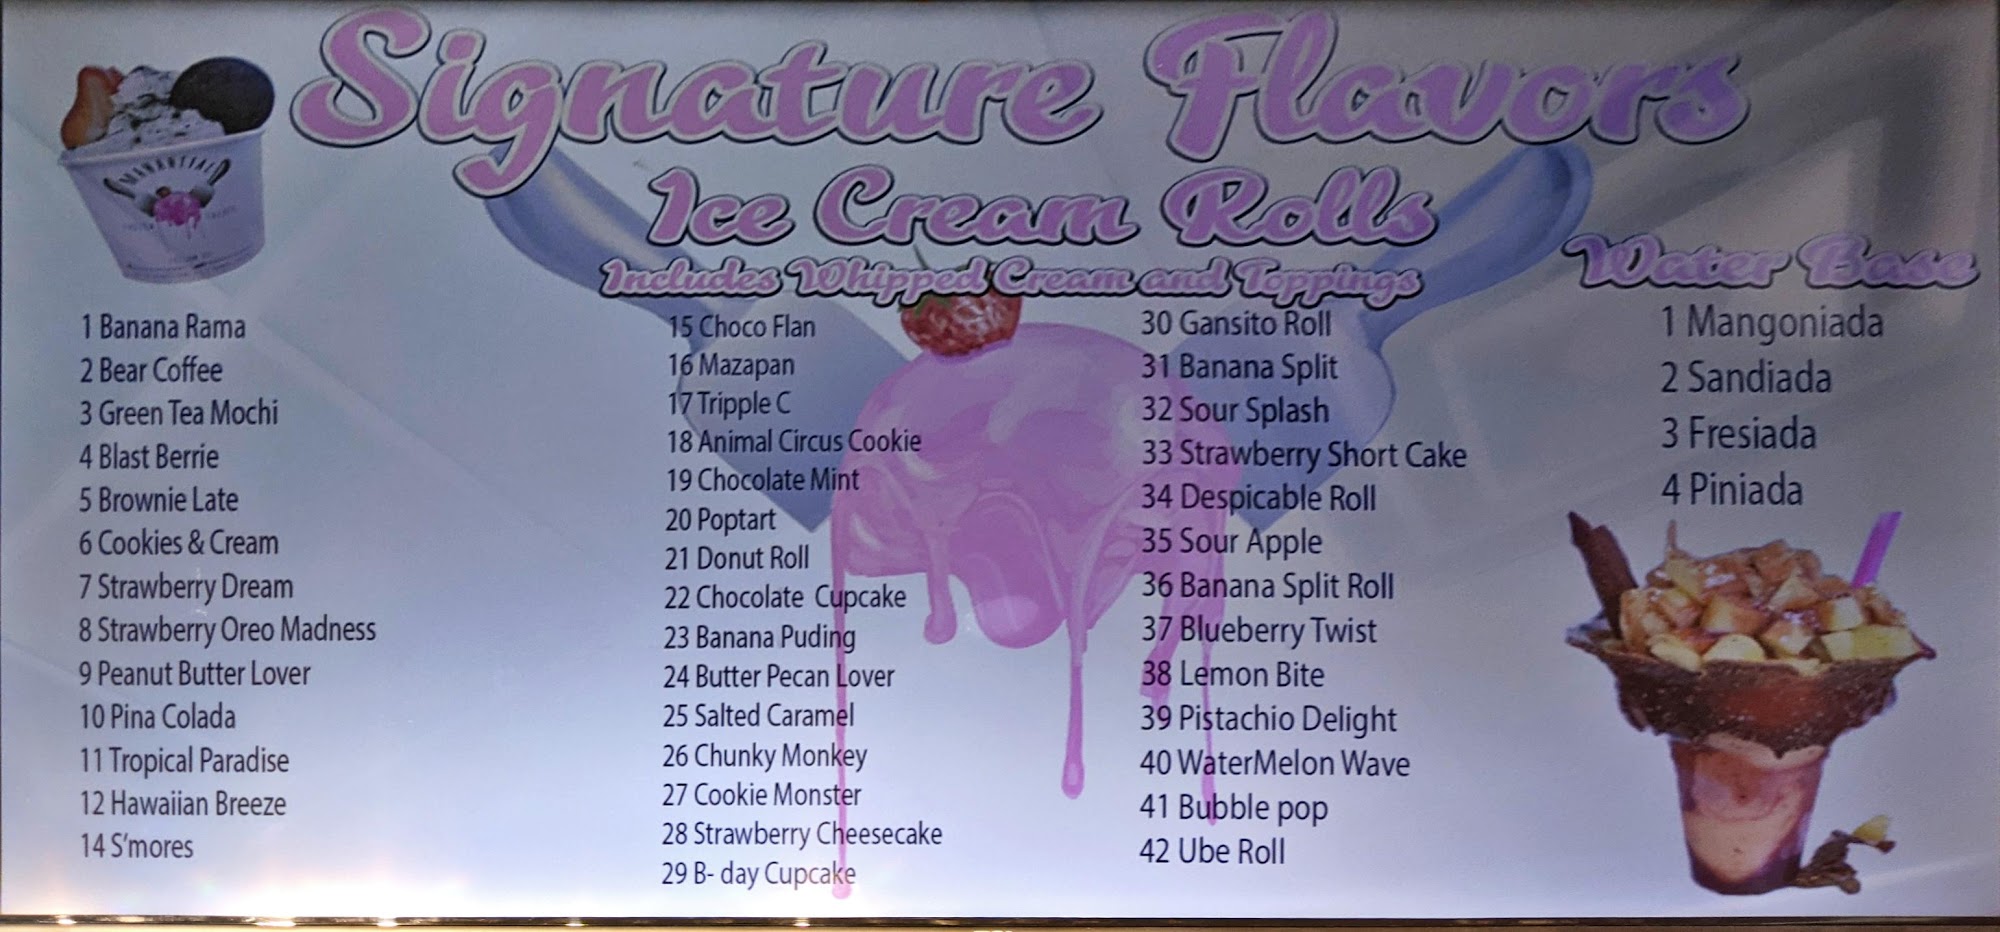 Signature Flavors
Ice Cream Rolls
Includes Whipped Cream and Toppings
MANANTIAL
1 Banana Rama
2 Bear Coffee
3 Green Tea Mochi
4 Blast Berrie
5 Brownie Late
6 Cookies & Cream
7 Strawberry Dream
8 Strawberry Oreo Madness
9 Peanut Butter Lover
10 Pina Colada
11 Tropical Paradise
12 Hawaiian Breeze
14 S'mores
15 Choco Flan
16 Mazapan
17 Tripple C
18 Animal Circus Cookie
19 Chocolate Mint
20 Poptart
21 Donut Roll
22 Chocolate Cupcake
23 Banana Puding
24 Butter Pecan Lover
25 Salted Caramel
26 Chunky Monkey
27 Cookie Monster
28 Strawberry Cheesecake
29 B- day Cupcake
30 Gansito Roll
31 Banana Split
32 Sour Splash
33 Strawberry Short Cake
34 Despicable Roll
35 Sour Apple
36 Banana Split Roll
37 Blueberry Twist
38 Lemon Bite
39 Pistachio Delight
40 WaterMelon Wave
41 Bubble pop
42 Ube Roll
Water Base
1 Mangoniada
2 Sandiada
3 Fresiada
4 Piniada